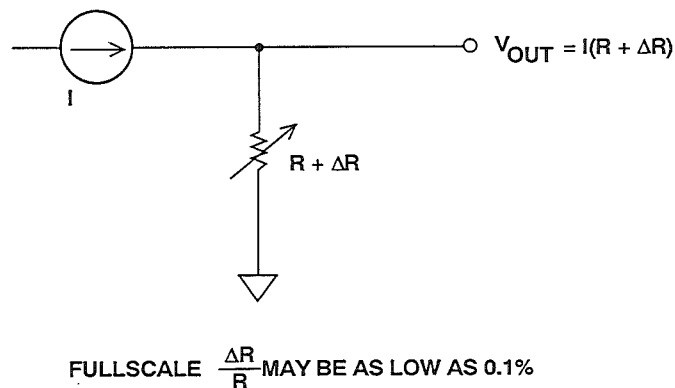 V_OUT = I(R + ΔR)
I
R + ΔR
FULLSCALE ΔR/R MAY BE AS LOW AS 0.1%